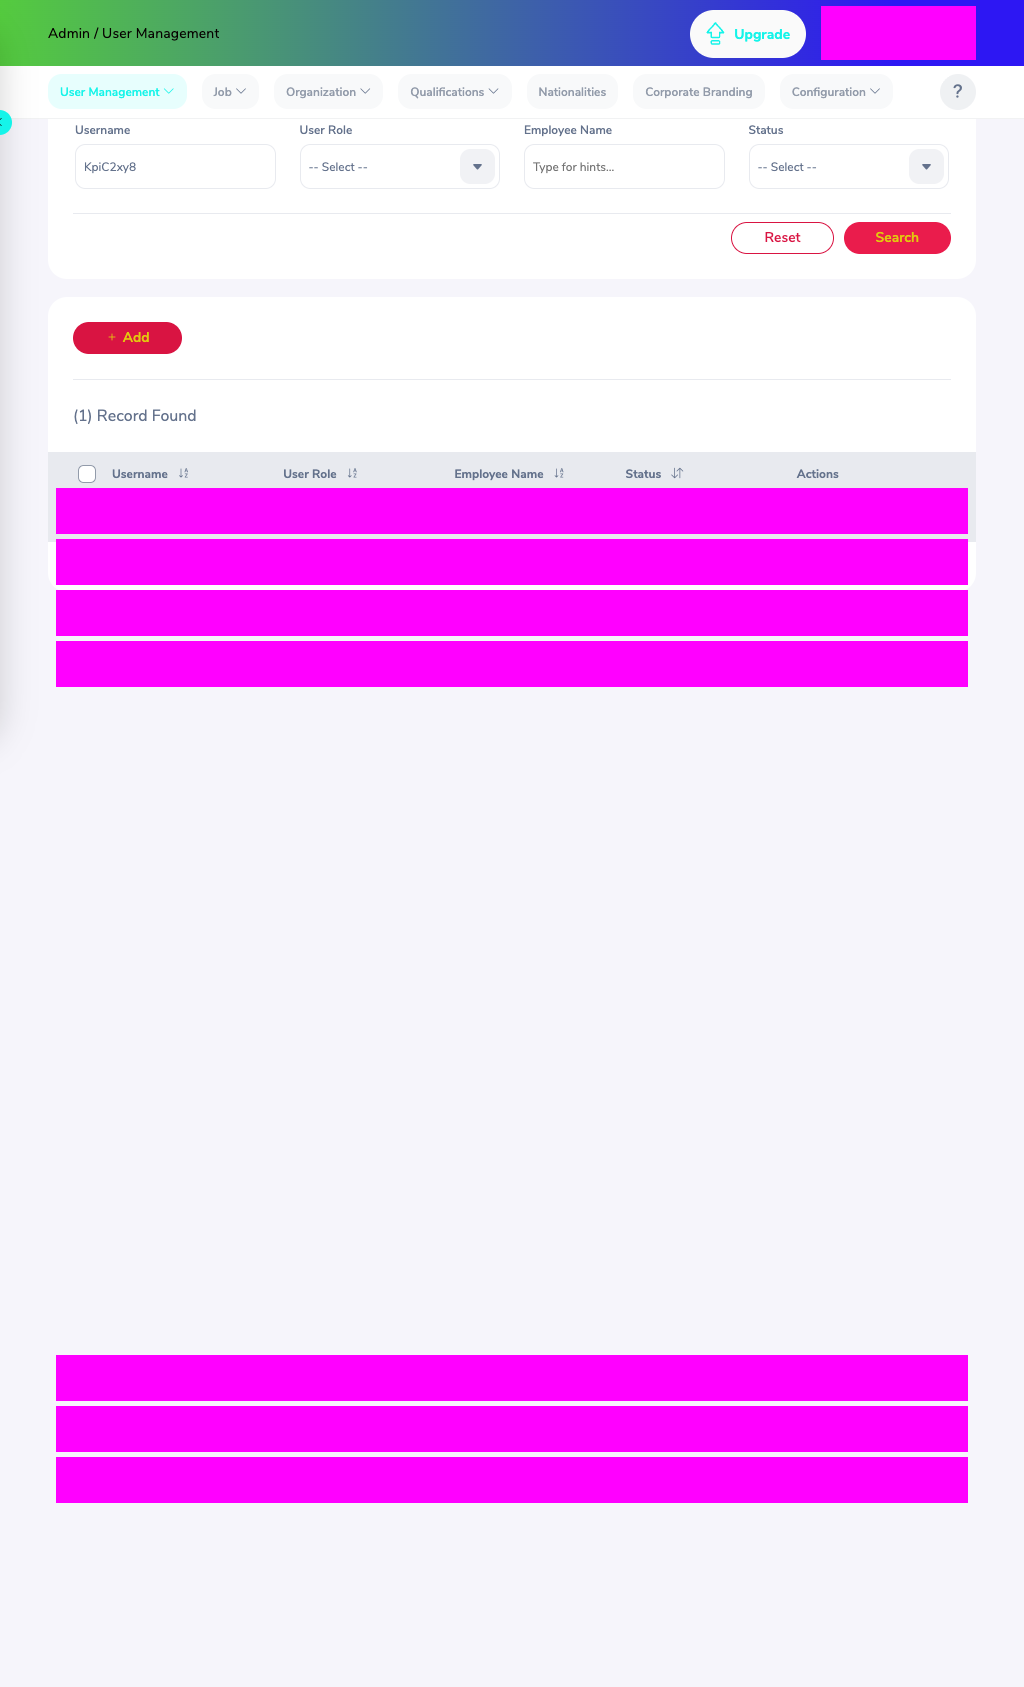 Admin / User Management
Upgrade
User Management
Job
Organization
Qualifications
Nationalities
Corporate Branding
Configuration
?
Username
User Role
Employee Name
Status
KpiC2xy8
-- Select --
Type for hints...
-- Select --
Reset
Search
+ Add
(1) Record Found
Username
User Role
Employee Name
Status
Actions